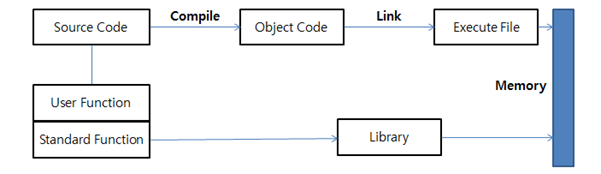 Compile
Link
Source Code
Object Code
Execute File
Memory
User Function
Standard Function
Library